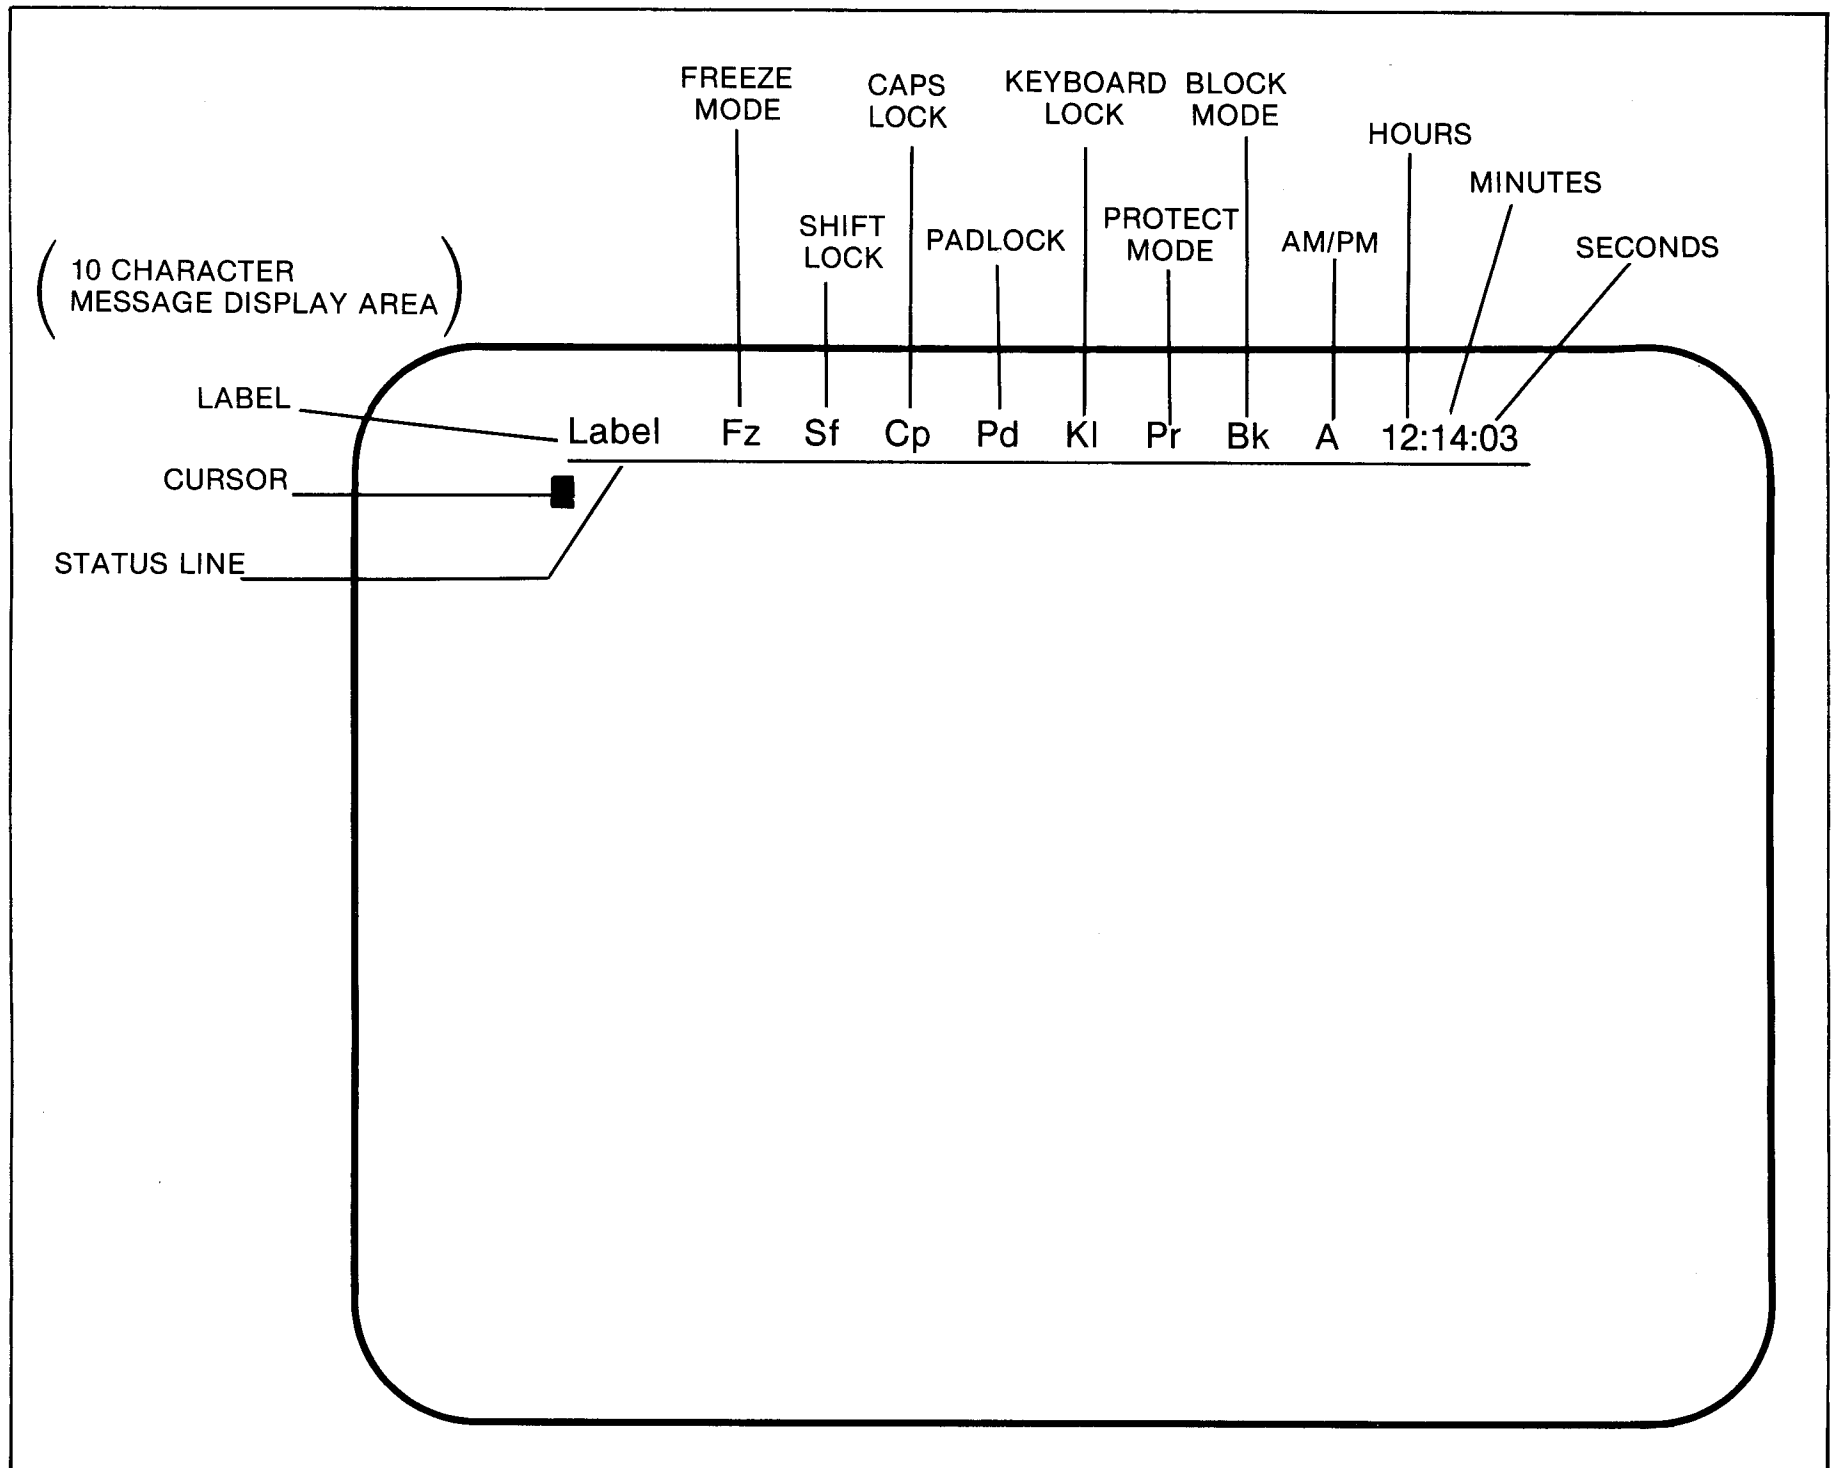 FREEZE
MODE
CAPS
LOCK
KEYBOARD
LOCK
BLOCK
MODE
HOURS
MINUTES
SHIFT
LOCK
PADLOCK
PROTECT
MODE
AM/PM
SECONDS
(10 CHARACTER
MESSAGE DISPLAY AREA)
LABEL
Label Fz Sf Cp Pd Kl Pr Bk A 12:14:03
CURSOR
STATUS LINE